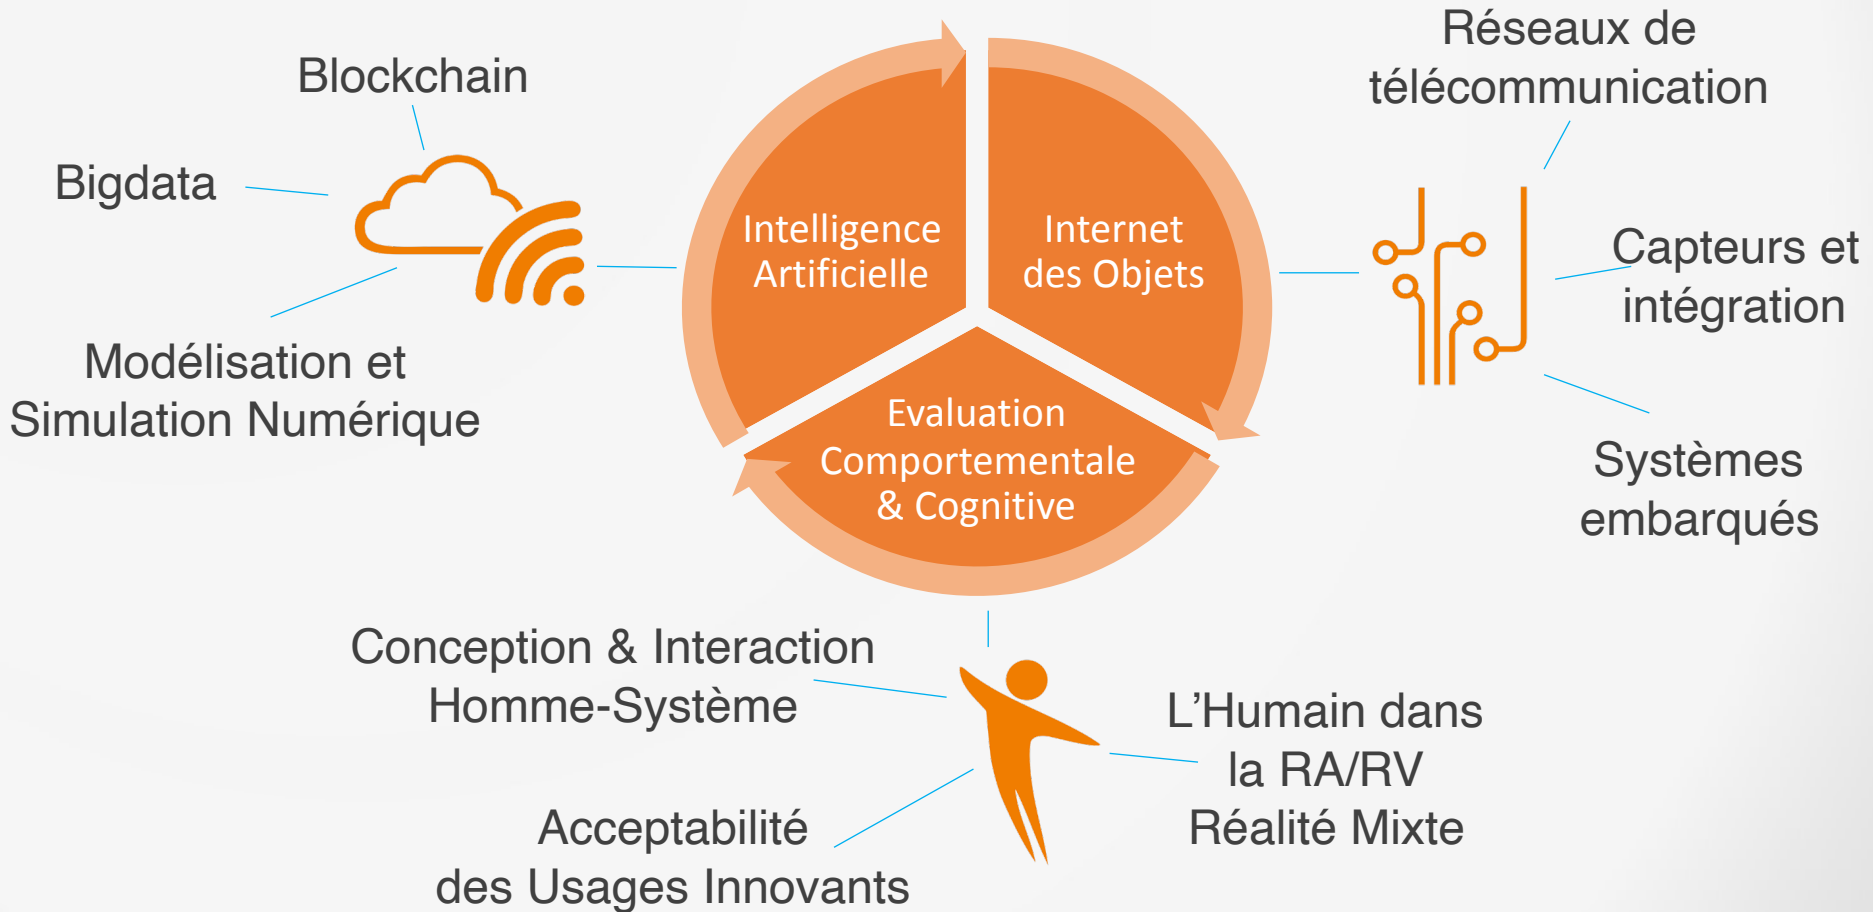 Blockchain
Bigdata
Modélisation et
Simulation Numérique
Intelligence
Artificielle
Internet
des Objets
Evaluation
Comportementale
& Cognitive
Réseaux de
télécommunication
Capteurs et
intégration
Systèmes
embarqués
Conception & Interaction
Homme-Système
Acceptabilité
des Usages Innovants
L’Humain dans
la RA/RV
Réalité Mixte